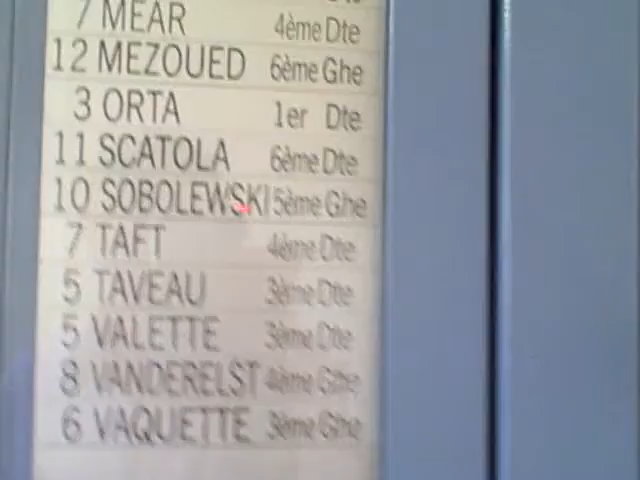 7 MEAR 4ème Dte
12 MEZOUED 6ème Ghe
3 ORTA 1er Dte
11 SCATOLA 6ème Dte
10 SOBOLEWSKI 5ème Ghe
7 TAFT 4ème Dte
5 TAVEAU 3ème Dte
5 VALETTE 3ème Dte
8 VANDERELST 4ème Ghe
6 VAQUETTE 3ème Ghe